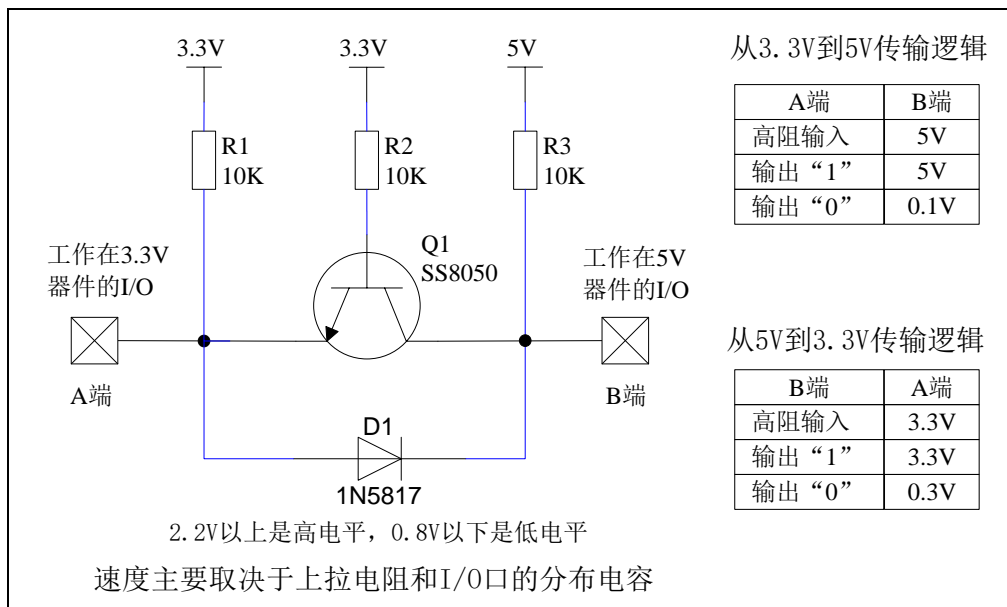 3.3V
3.3V
5V
R1
10K
R2
10K
R3
10K
工作在3.3V
器件的I/O
Q1
SS8050
工作在5V
器件的I/O
A端
B端
D1
1N5817
2.2V以上是高电平，0.8V以下是低电平
速度主要取决于上拉电阻和I/O口的分布电容
从3.3V到5V传输逻辑
A端 B端
高阻输入 5V
输出“1” 5V
输出“0” 0.1V
从5V到3.3V传输逻辑
B端 A端
高阻输入 3.3V
输出“1” 3.3V
输出“0” 0.3V